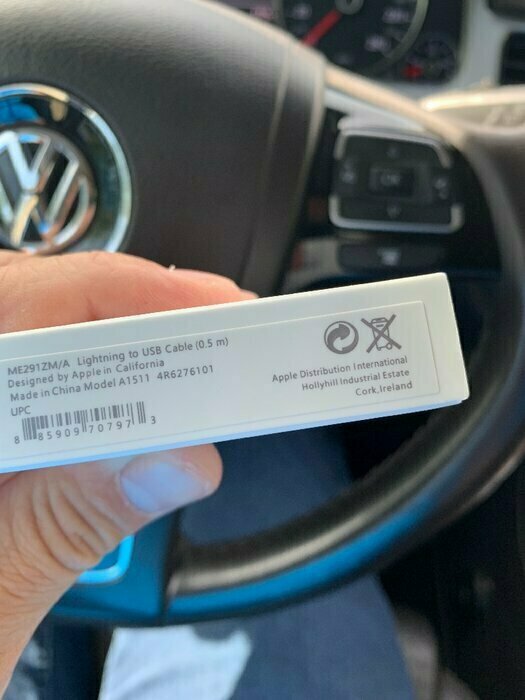 ME291ZM/A Lightning to USB Cable (0.5 m)
Designed by Apple in California
Made in China Model A1511 4R6276101
UPC
8 85909 70797 3
Apple Distribution International
Hollyhill Industrial Estate
Cork, Ireland
OK